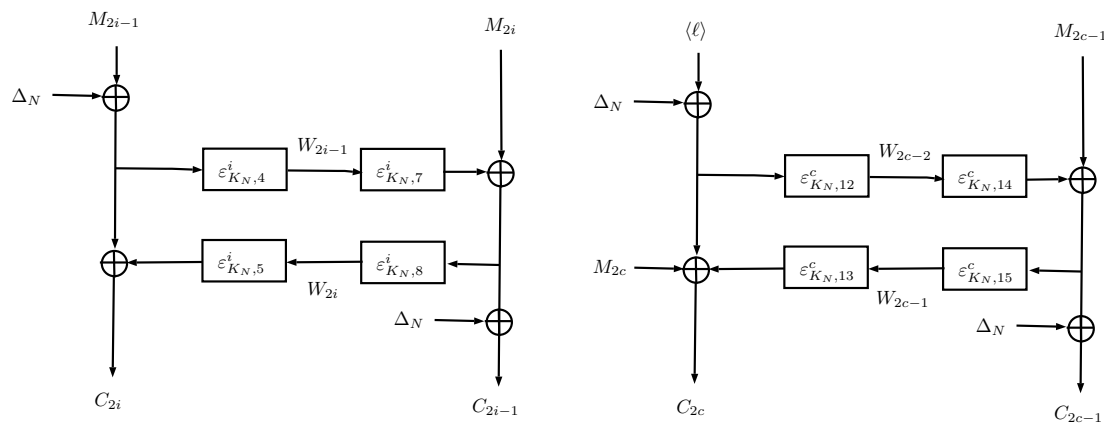 M_{2i−1}
M_{2i}
Δ_N
W_{2i−1}
ε^i_{K_N,4}
ε^i_{K_N,7}
ε^i_{K_N,5}
ε^i_{K_N,8}
W_{2i}
Δ_N
C_{2i}
C_{2i−1}
⟨ℓ⟩
M_{2c−1}
Δ_N
W_{2c−2}
ε^c_{K_N,12}
ε^c_{K_N,14}
M_{2c}
ε^c_{K_N,13}
ε^c_{K_N,15}
W_{2c−1}
Δ_N
C_{2c}
C_{2c−1}